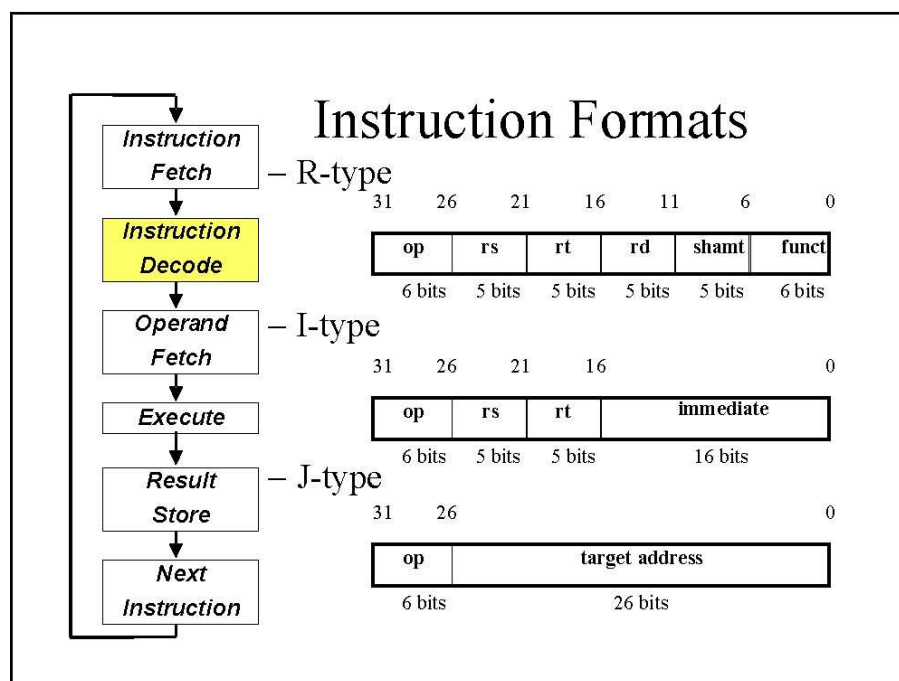 Instruction Formats
Instruction
Fetch
Instruction
Decode
Operand
Fetch
Execute
Result
Store
Next
Instruction
– R-type
31 26 21 16 11 6 0
op rs rt rd shamt funct
6 bits 5 bits 5 bits 5 bits 5 bits 6 bits
– I-type
31 26 21 16 0
op rs rt immediate
6 bits 5 bits 5 bits 16 bits
– J-type
31 26 0
op target address
6 bits 26 bits